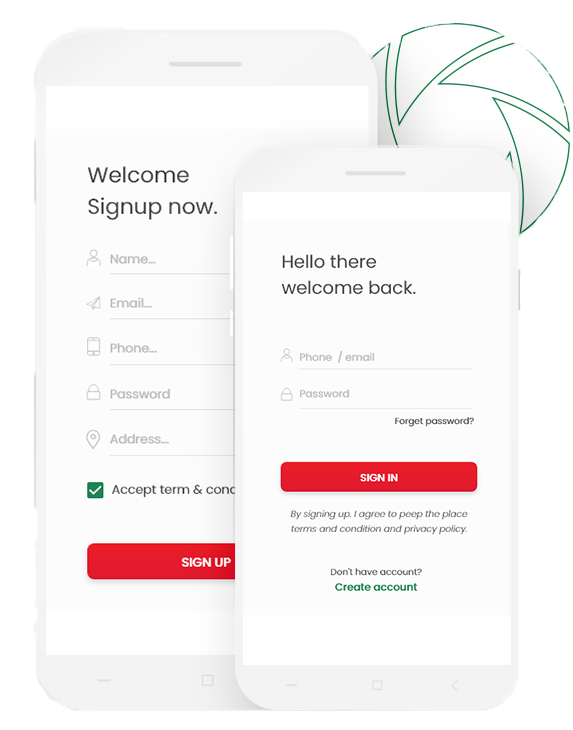 Welcome
Signup now.
Name...
Email...
Phone...
Password
Address...
Accept term &
SIGN UP
Hello there
welcome back.
Phone / email
Password
Forget password?
SIGN IN
By signing up. I agree to peep the place
terms and condition and privacy policy.
Don't have account?
Create account